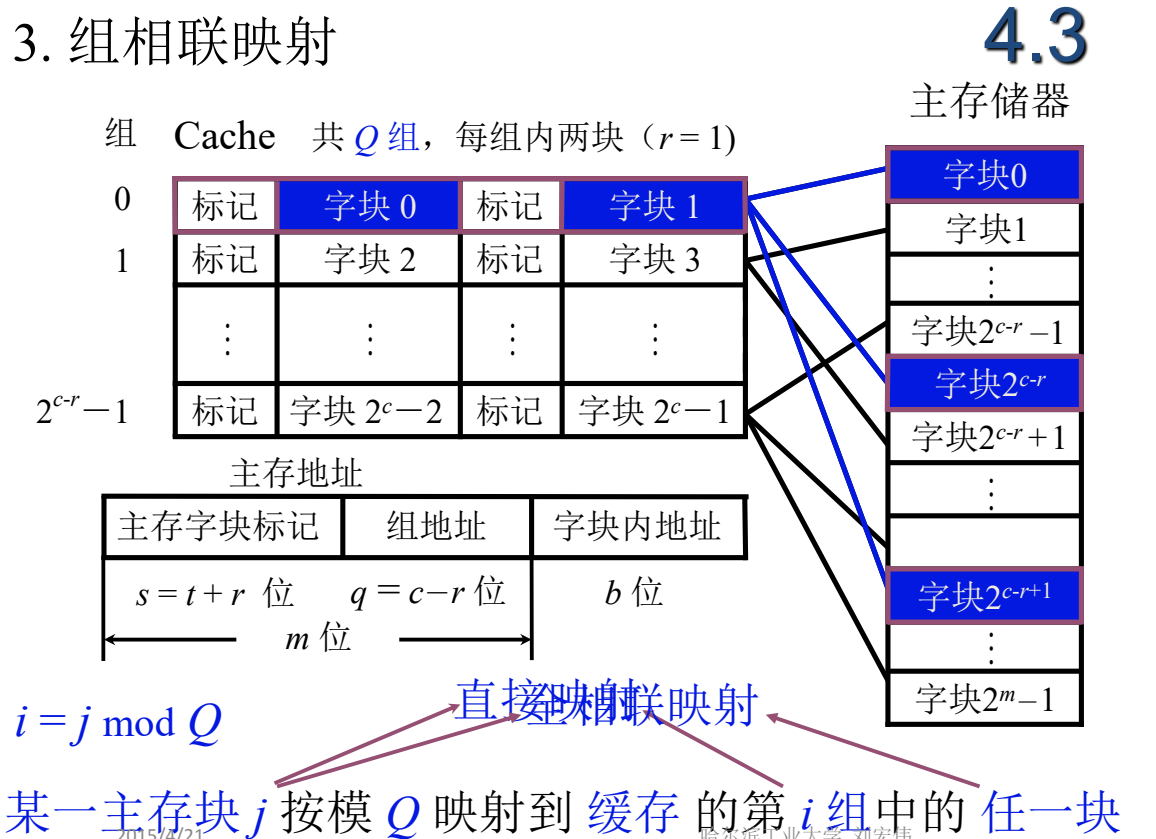 3. 组相联映射
4.3
主存储器
组 Cache 共 Q 组，每组内两块（r = 1)
0 标记 字块 0 标记 字块 1
1 标记 字块 2 标记 字块 3
⋮ ⋮ ⋮ ⋮
2^{c-r}－1 标记 字块 2^c－2 标记 字块 2^c－1
字块0
字块1
⋮
字块2^{c-r} –1
字块2^{c-r}
字块2^{c-r}+1
⋮
字块2^{c-r+1}
⋮
字块2^m–1
主存地址
主存字块标记 组地址 字块内地址
s = t + r 位 q = c–r 位 b 位
m 位
直接映射
全相联映射
i = j mod Q
某一主存块 j 按模 Q 映射到 缓存 的第 i 组中的 任一块
2015/4/21
哈尔滨工业大学 刘宏伟